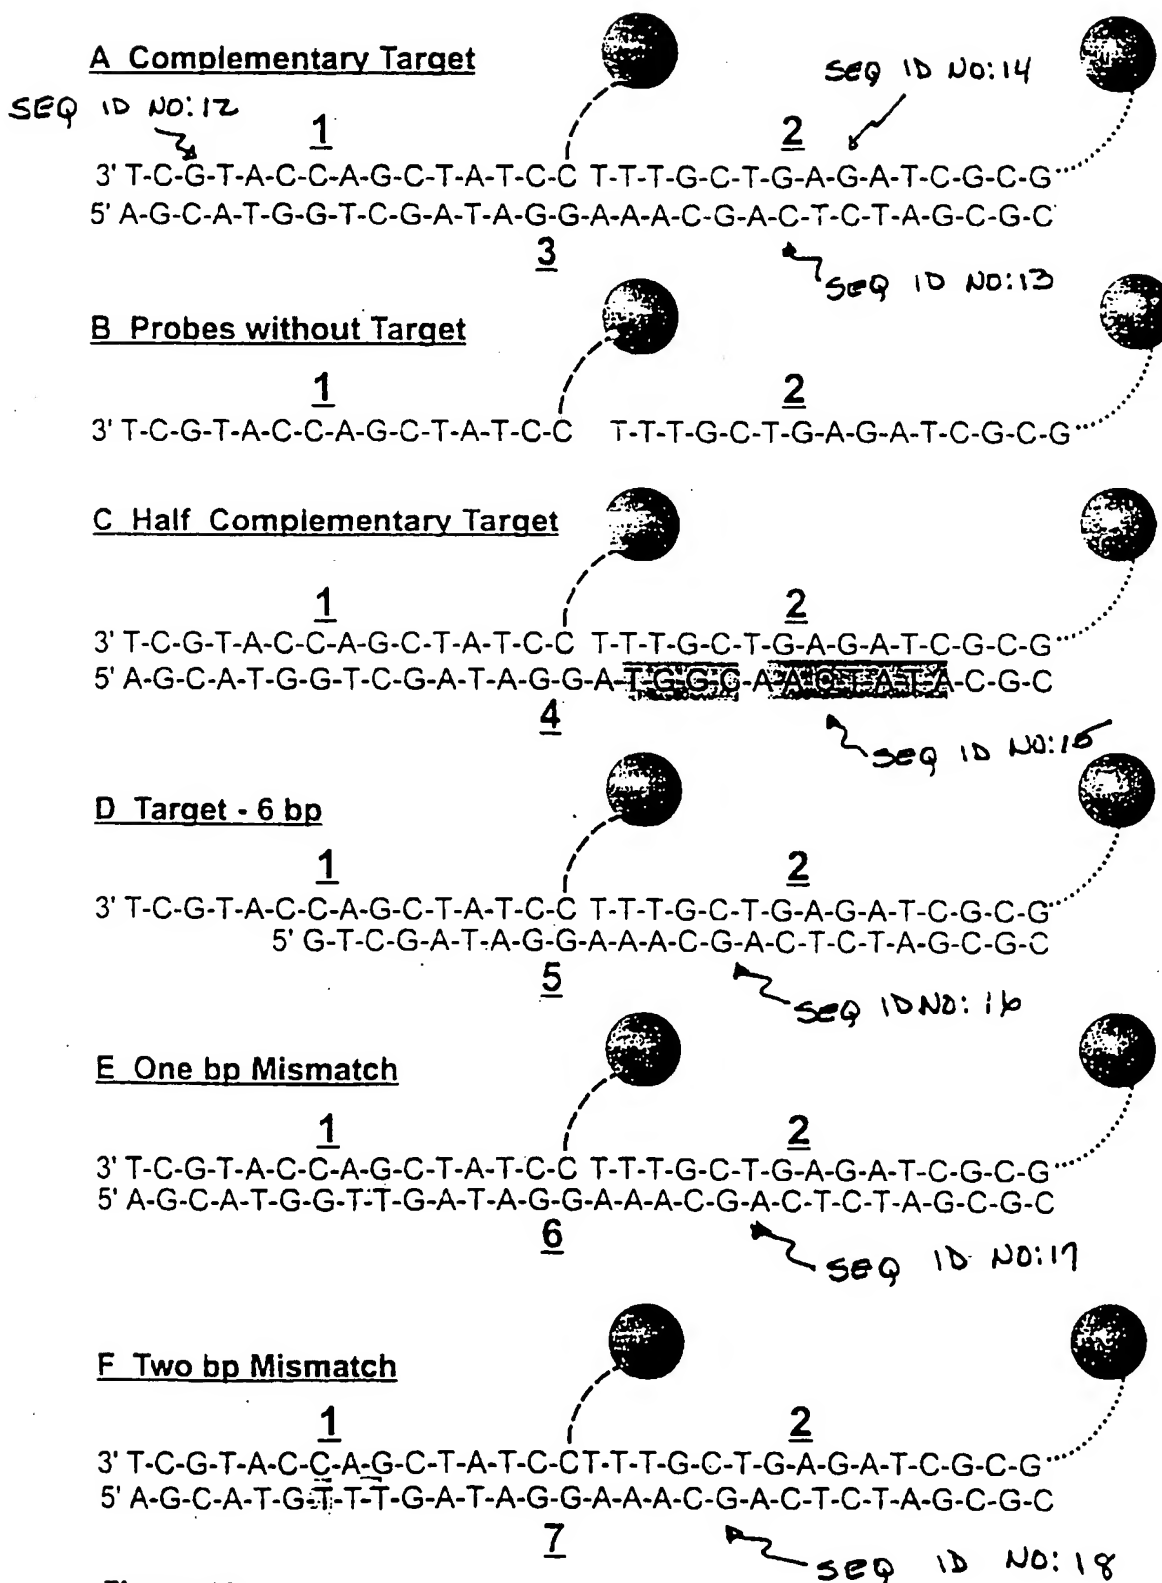 A Complementary Target
SEQ ID NO:14
SEQ ID NO:12
1 2
3' T-C-G-T-A-C-C-A-G-C-T-A-T-C-C T-T-T-G-C-T-G-A-G-A-T-C-G-C-G
5' A-G-C-A-T-G-G-T-C-G-A-T-A-G-G-A-A-A-C-G-A-C-T-C-T-A-G-C-G-C
3
SEQ ID NO:13
B Probes without Target
1 2
3' T-C-G-T-A-C-C-A-G-C-T-A-T-C-C T-T-T-G-C-T-G-A-G-A-T-C-G-C-G
C Half Complementary Target
1 2
3' T-C-G-T-A-C-C-A-G-C-T-A-T-C-C T-T-T-G-C-T-G-A-G-A-T-C-G-C-G
5' A-G-C-A-T-G-G-T-C-G-A-T-A-G-G-A-T-G-G-C-A-A-C-T-A-T-A-C-G-C
4
SEQ ID NO:15
D Target - 6 bp
1 2
3' T-C-G-T-A-C-C-A-G-C-T-A-T-C-C T-T-T-G-C-T-G-A-G-A-T-C-G-C-G
5' G-T-C-G-A-T-A-G-G-A-A-A-C-G-A-C-T-C-T-A-G-C-G-C
5
SEQ ID NO: 16
E One bp Mismatch
1 2
3' T-C-G-T-A-C-C-A-G-C-T-A-T-C-C T-T-T-G-C-T-G-A-G-A-T-C-G-C-G
5' A-G-C-A-T-G-G-T-T-G-A-T-A-G-G-A-A-A-C-G-A-C-T-C-T-A-G-C-G-C
6
SEQ ID NO:17
F Two bp Mismatch
1 2
3' T-C-G-T-A-C-C-A-G-C-T-A-T-C-C-T-T-T-G-C-T-G-A-G-A-T-C-G-C-G
5' A-G-C-A-T-G-T-T-T-G-A-T-A-G-G-A-A-A-C-G-A-C-T-C-T-A-G-C-G-C
7
SEQ ID NO: 18